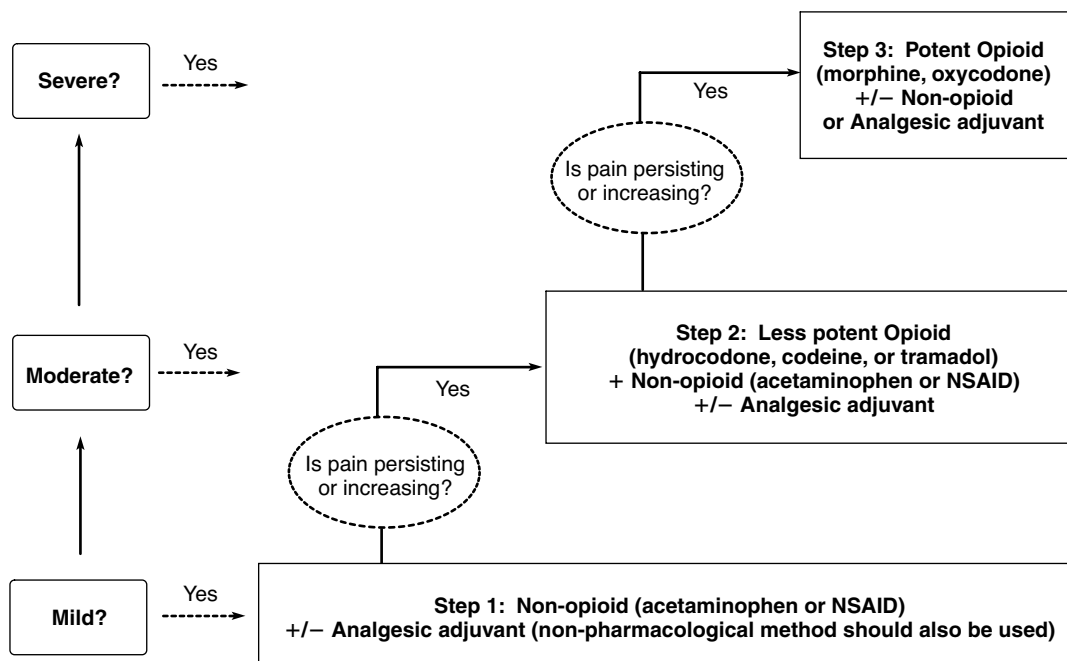 Severe?
Yes
Yes
Step 3: Potent Opioid
(morphine, oxycodone)
+/− Non-opioid
or Analgesic adjuvant
Is pain persisting
or increasing?
Moderate?
Yes
Yes
Step 2: Less potent Opioid
(hydrocodone, codeine, or tramadol)
+ Non-opioid (acetaminophen or NSAID)
+/− Analgesic adjuvant
Is pain persisting
or increasing?
Mild?
Yes
Step 1: Non-opioid (acetaminophen or NSAID)
+/− Analgesic adjuvant (non-pharmacological method should also be used)